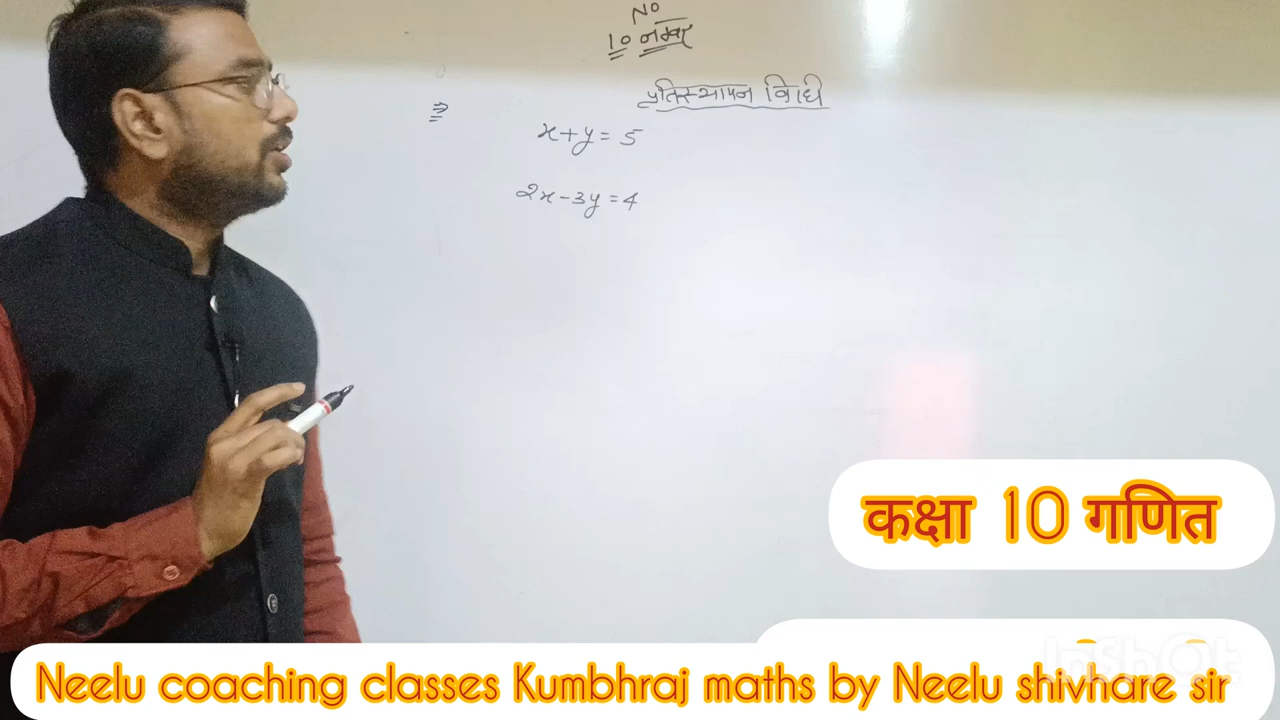 No
10 नम्बर
प्रतिस्थापन विधि
⇒ x+y=5
2x-3y=4
कक्षा 10 गणित
InShOt
Neelu coaching classes Kumbhraj maths by Neelu shivhare sir